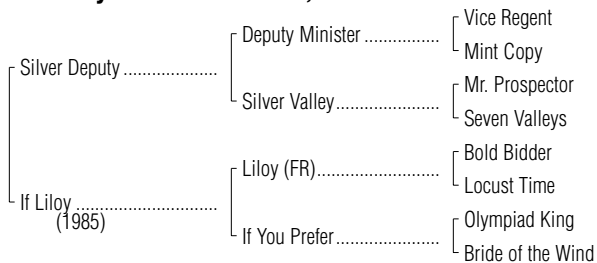 Vice Regent
Deputy Minister ................
Mint Copy
Silver Deputy ....................
Mr. Prospector
Silver Valley......................
Seven Valleys
Bold Bidder
Liloy (FR)..........................
Locust Time
If Liloy ..............................
(1985)
Olympiad King
If You Prefer......................
Bride of the Wind